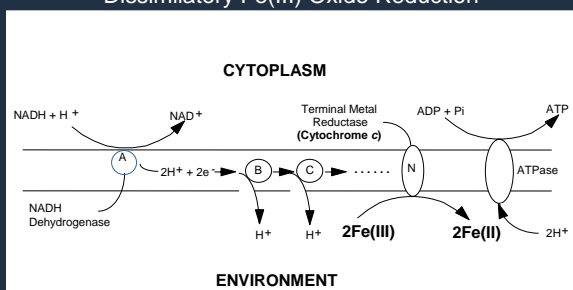 Dissimilatory Fe(III) Oxide Reduction
CYTOPLASM
NADH + H +
NAD+
Terminal Metal
Reductase
(Cytochrome c)
ADP + Pi
ATP
A
2H+ + 2e-
B
C
......
N
ATPase
NADH
Dehydrogenase
H+
H+
2Fe(III)
2Fe(II)
2H+
ENVIRONMENT